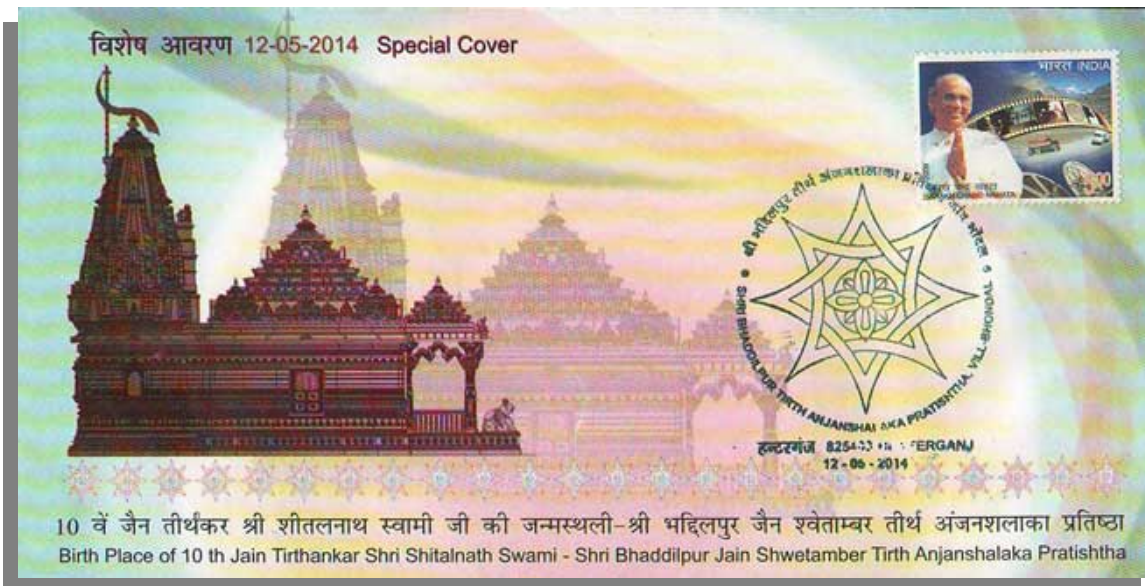 विशेष आवरण 12-05-2014 Special Cover
भारत INDIA
श्री भद्दिलपुर तीर्थ अंजनशलाका
SHRI BHADDILPUR TIRTH ANJANSHALAKA PRATISHTHA, VILL-BHONDAL
हन्टरगंज
12-05-2014
10 वें जैन तीर्थंकर श्री शीतलनाथ स्वामी जी की जन्मस्थली-श्री भद्दिलपुर जैन श्वेताम्बर तीर्थ अंजनशलाका प्रतिष्ठा
Birth Place of 10 th Jain Tirthankar Shri Shitalnath Swami - Shri Bhaddilpur Jain Shwetamber Tirth Anjanshalaka Pratishtha